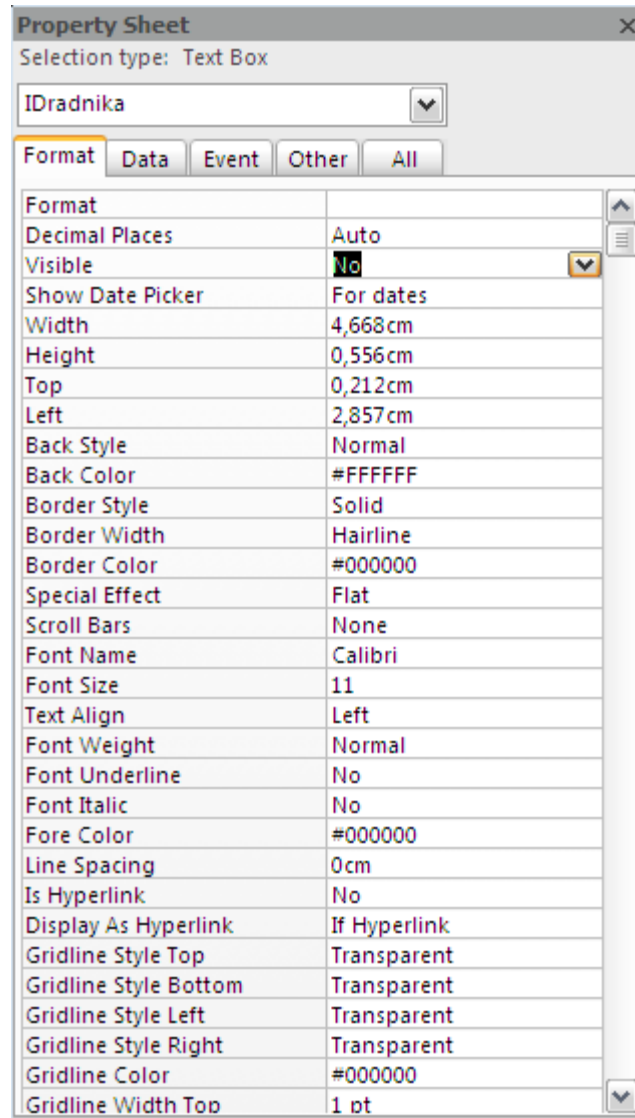 Property Sheet
Selection type: Text Box
IDradnika
Format Data Event Other All
Format
Decimal Places Auto
Visible No
Show Date Picker For dates
Width 4,668cm
Height 0,556cm
Top 0,212cm
Left 2,857cm
Back Style Normal
Back Color #FFFFFF
Border Style Solid
Border Width Hairline
Border Color #000000
Special Effect Flat
Scroll Bars None
Font Name Calibri
Font Size 11
Text Align Left
Font Weight Normal
Font Underline No
Font Italic No
Fore Color #000000
Line Spacing 0cm
Is Hyperlink No
Display As Hyperlink If Hyperlink
Gridline Style Top Transparent
Gridline Style Bottom Transparent
Gridline Style Left Transparent
Gridline Style Right Transparent
Gridline Color #000000
Gridline Width Top 1 pt